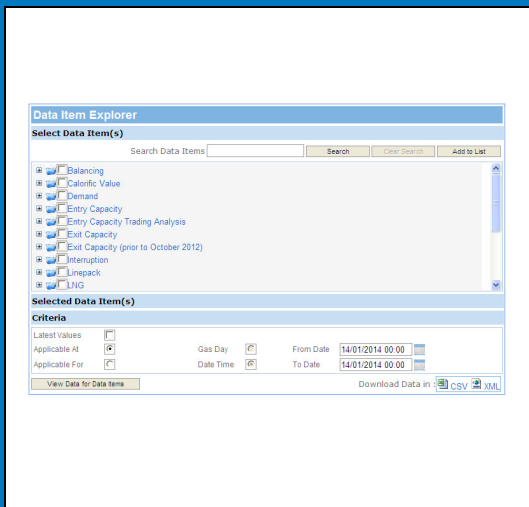 Data Item Explorer
Select Data Item(s)
Search Data Items Search Clear Search Add to List
Balancing
Calorific Value
Demand
Entry Capacity
Entry Capacity Trading Analysis
Exit Capacity
Exit Capacity (prior to October 2012)
Interruption
Linepack
LNG
Selected Data Item(s)
Criteria
Latest Values
Applicable At Gas Day From Date 14/01/2014 00:00
Applicable For Date Time To Date 14/01/2014 00:00
View Data for Data Items Download Data in : CSV XML